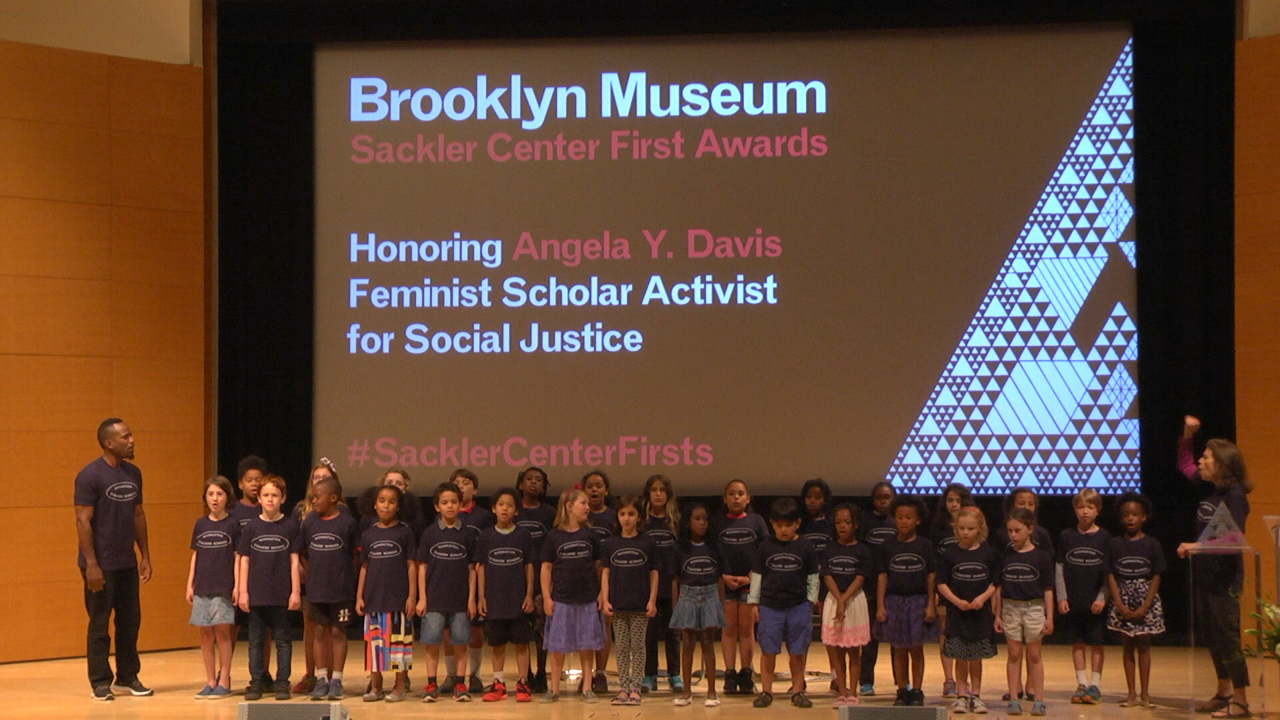 Brooklyn Museum
Sackler Center First Awards
Honoring Angela Y. Davis
Feminist Scholar Activist
for Social Justice
#SacklerCenterFirsts